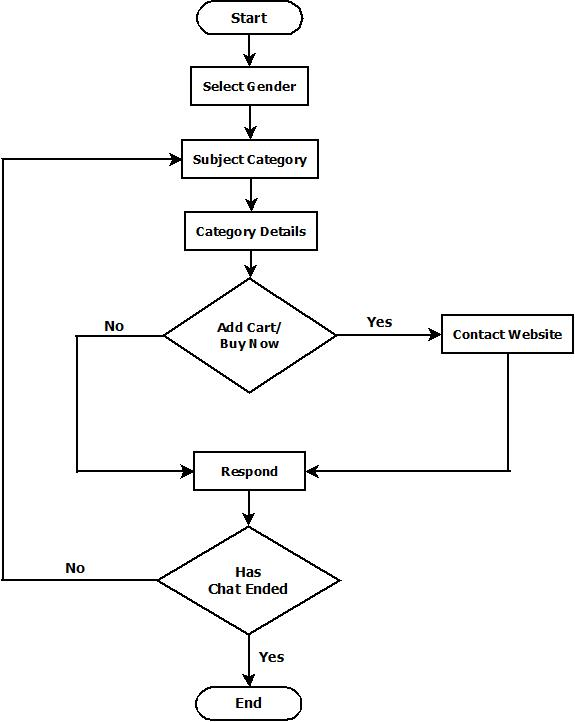 Start
Select Gender
Subject Category
Category Details
Add Cart/
Buy Now
No
Yes
Contact Website
Respond
Has
Chat Ended
No
Yes
End